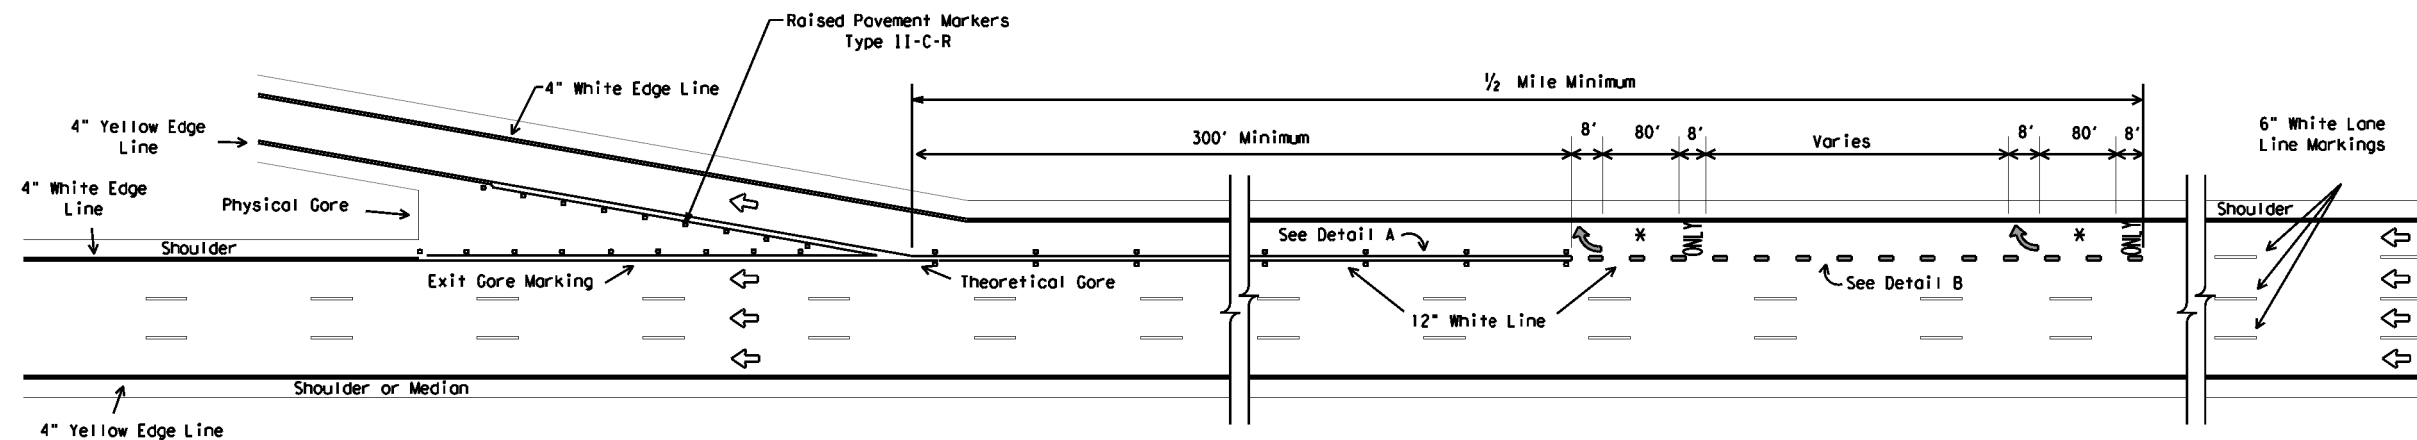 Raised Pavement Markers
Type II-C-R
4" White Edge Line
½ Mile Minimum
4" Yellow Edge
Line
300' Minimum
8'
80'
8'
Varies
8'
80'
8'
6" White Lane
Line Markings
4" White Edge
Line
Physical Gore
Shoulder
Shoulder
See Detail A
*
ONLY
*
ONLY
Exit Gore Marking
Theoretical Gore
See Detail B
12" White Line
Shoulder or Median
4" Yellow Edge Line